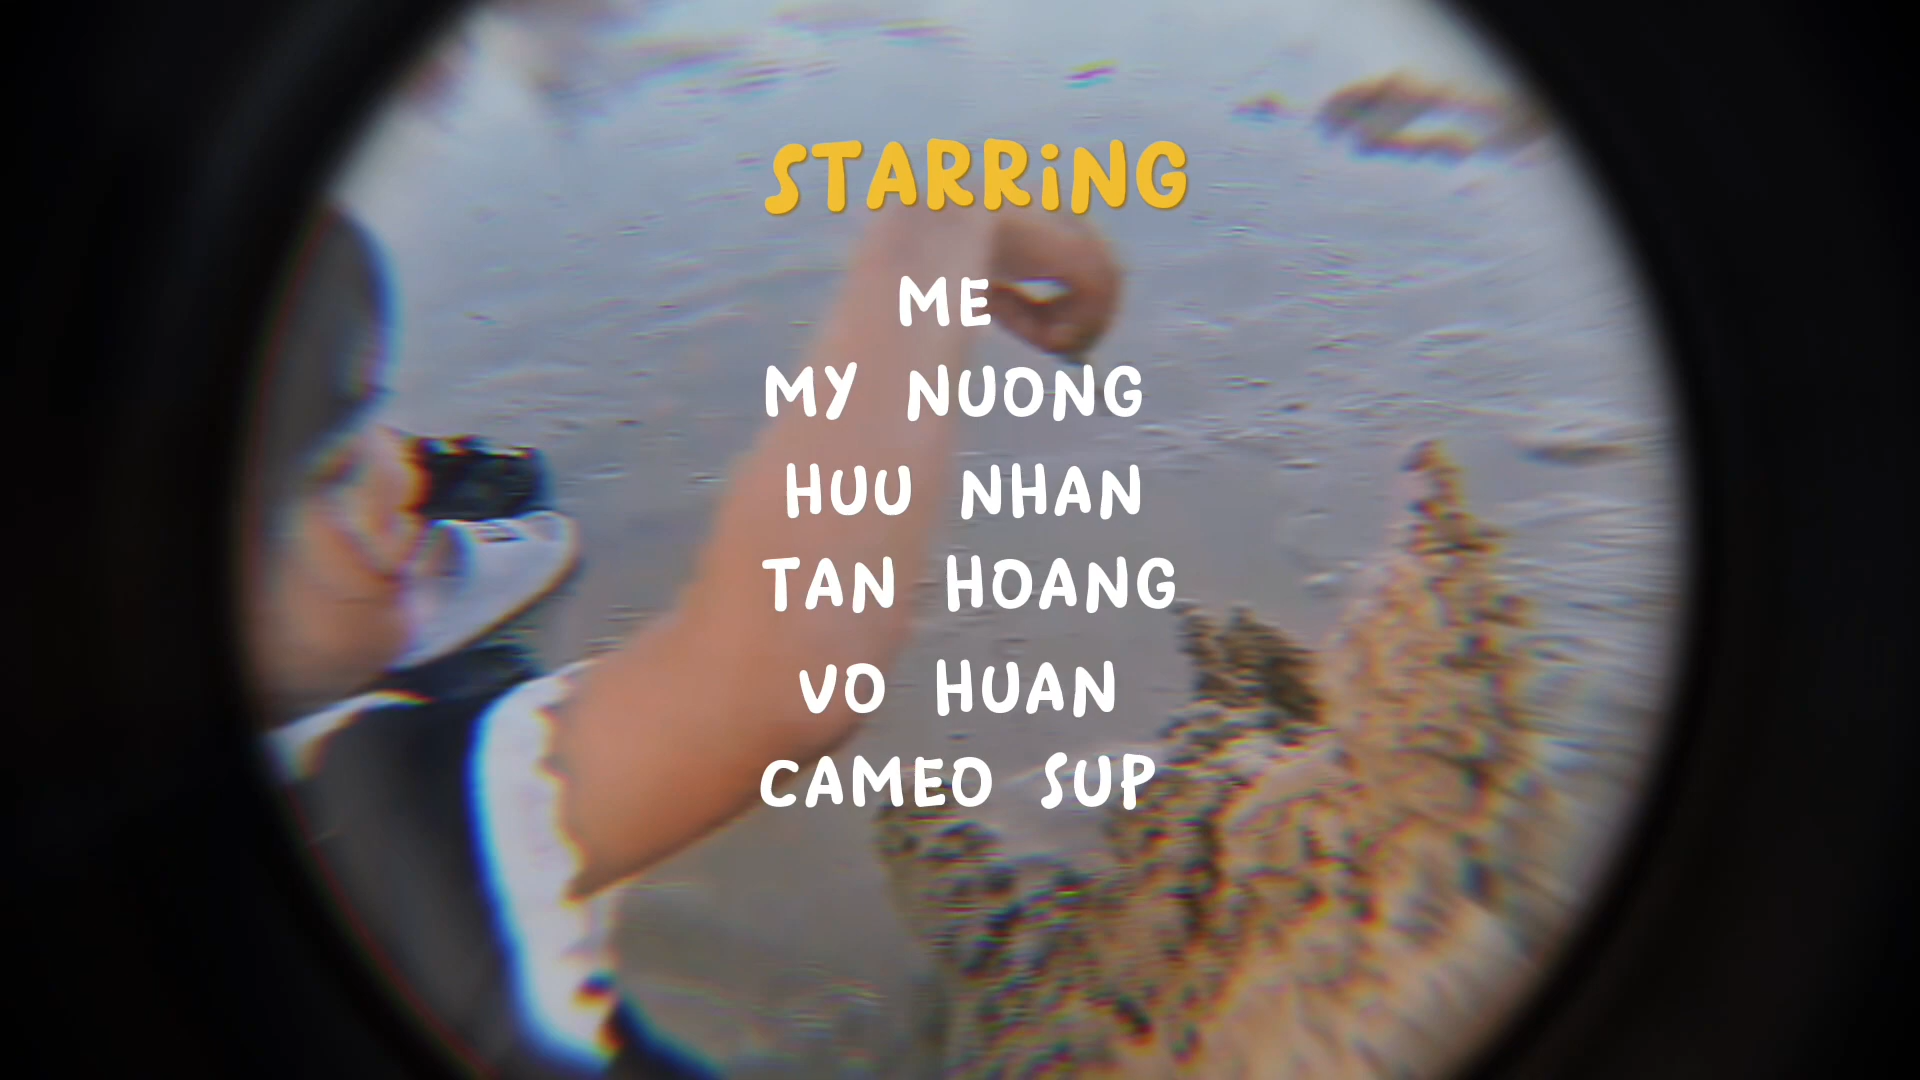 STARRiNG
ME
MY NUONG
HUU NHAN
TAN HOANG
VO HUAN
CAMEO SUP